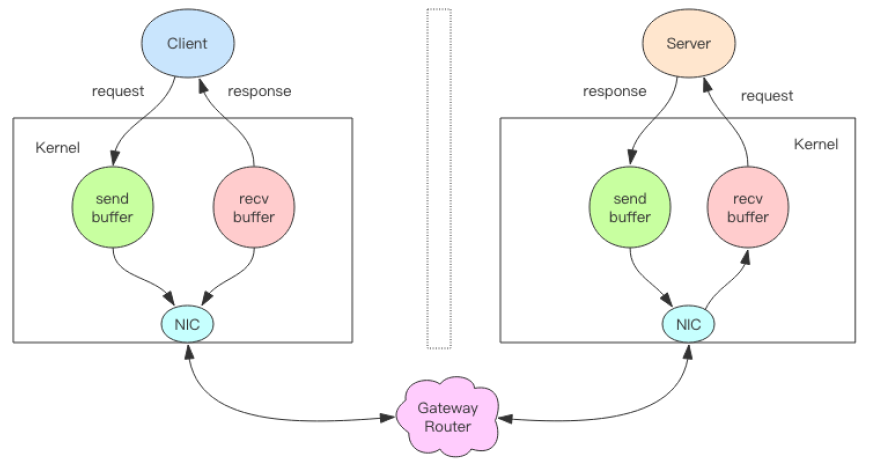 Client
Server
request
response
response
request
Kernel
Kernel
send
buffer
recv
buffer
send
buffer
recv
buffer
NIC
NIC
Gateway
Router